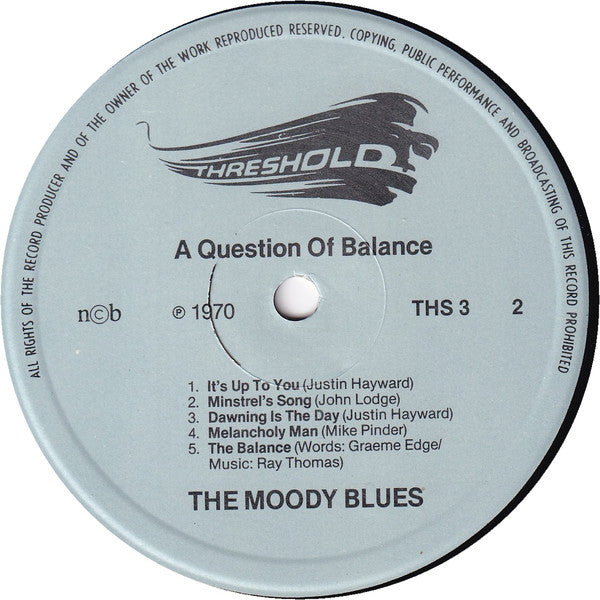 ALL RIGHTS OF THE RECORD PRODUCER AND OF THE OWNER OF THE WORK REPRODUCED RESERVED. COPYING, PUBLIC PERFORMANCE AND BROADCASTING OF THIS RECORD PROHIBITED
THRESHOLD
A Question Of Balance
n©b ℗ 1970 THS 3 2
1. It's Up To You (Justin Hayward)
2. Minstrel's Song (John Lodge)
3. Dawning Is The Day (Justin Hayward)
4. Melancholy Man (Mike Pinder)
5. The Balance (Words: Graeme Edge/
Music: Ray Thomas)
THE MOODY BLUES